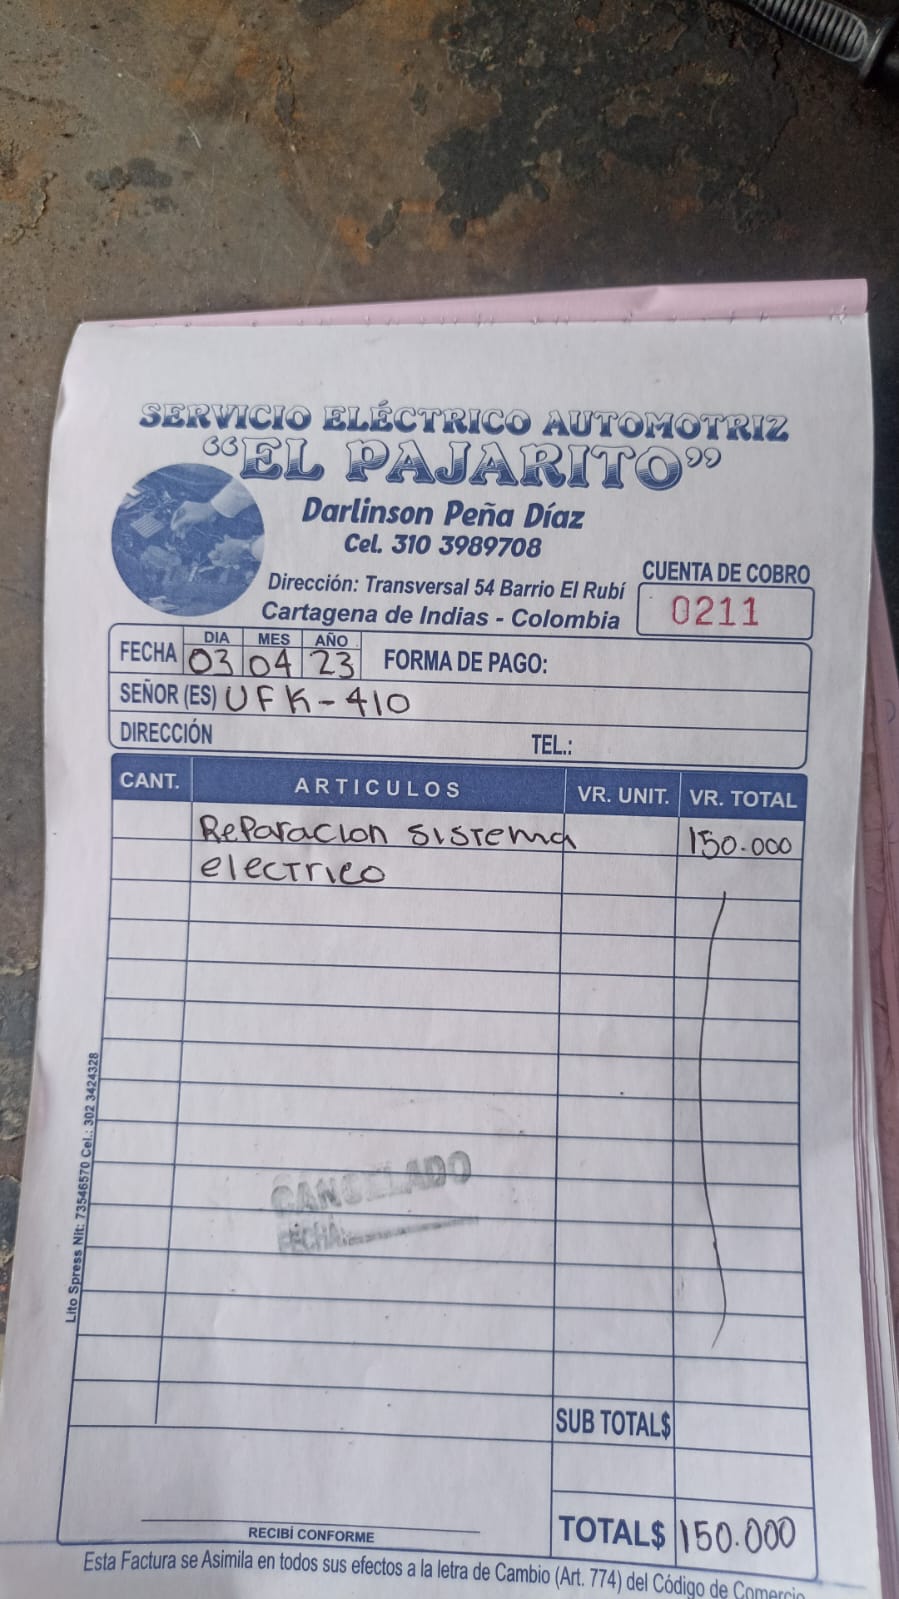 SERVICIO ELÉCTRICO AUTOMOTRIZ
“EL PAJARITO”
Darlinson Peña Díaz
Cel. 310 3989708
Dirección: Transversal 54 Barrio El Rubí
Cartagena de Indias - Colombia
CUENTA DE COBRO
0211
FECHA DIA 03 MES 04 AÑO 23 FORMA DE PAGO:
SEÑOR (ES) UFK-410
DIRECCIÓN TEL.:
CANT. ARTICULOS VR. UNIT. VR. TOTAL
Reparacion sistema 150.000
electrico
CANCELADO
FECHA:
SUB TOTAL$
TOTAL$ 150.000
RECIBÍ CONFORME
Esta Factura se Asimila en todos sus efectos a la letra de Cambio (Art. 774) del Código de Comercio
Lito Spress Nit: 73546570 Cel.: 302 3424328